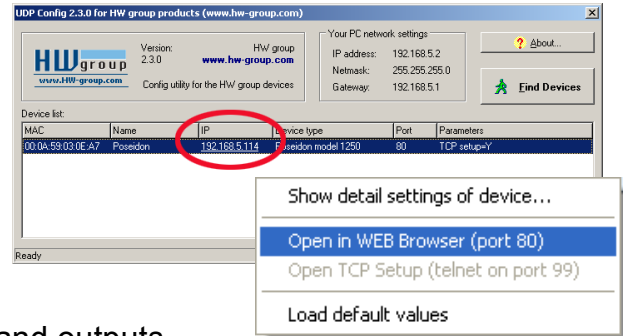 UDP Config 2.3.0 for HW group products (www.hw-group.com)
HWgroup
www.HW-group.com
Version: HW group
2.3.0 www.hw-group.com
Config utility for the HW group devices
Your PC network settings
IP address: 192.168.5.2
Netmask: 255.255.255.0
Gateway: 192.168.5.1
? About...
Find Devices
Device list:
MAC Name IP Device type Port Parameters
00:0A:59:03:0E:A7 Poseidon 192.168.5.114 Poseidon model 1250 80 TCP setup=Y
Show detail settings of device...
Open in WEB Browser (port 80)
Open TCP Setup (telnet on port 99)
Load default values
Ready
and outputs